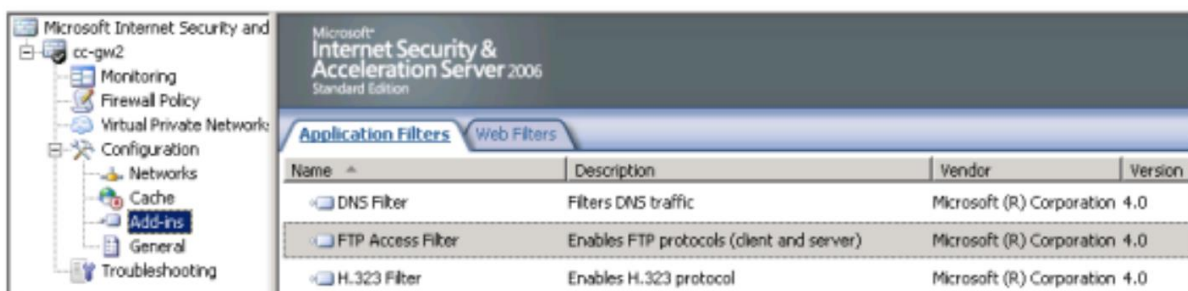 Microsoft Internet Security and
cc-gw2
Monitoring
Firewall Policy
Virtual Private Network
Configuration
Networks
Cache
Add-ins
General
Troubleshooting
Microsoft
Internet Security &
Acceleration Server 2006
Standard Edition
Application Filters Web Filters
Name Description Vendor Version
DNS Filter Filters DNS traffic Microsoft (R) Corporation 4.0
FTP Access Filter Enables FTP protocols (client and server) Microsoft (R) Corporation 4.0
H.323 Filter Enables H.323 protocol Microsoft (R) Corporation 4.0